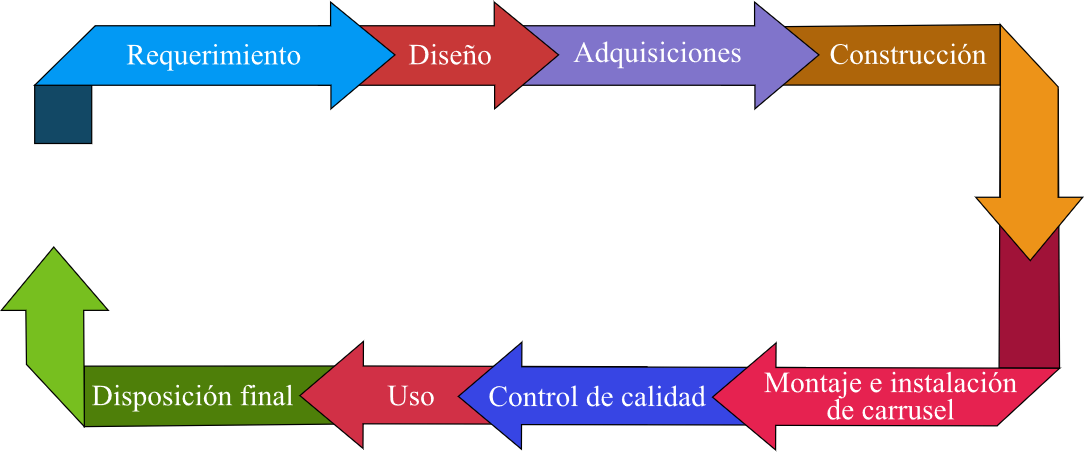 Requerimiento
Diseño
Adquisiciones
Construcción
Montaje e instalación
de carrusel
Control de calidad
Uso
Disposición final